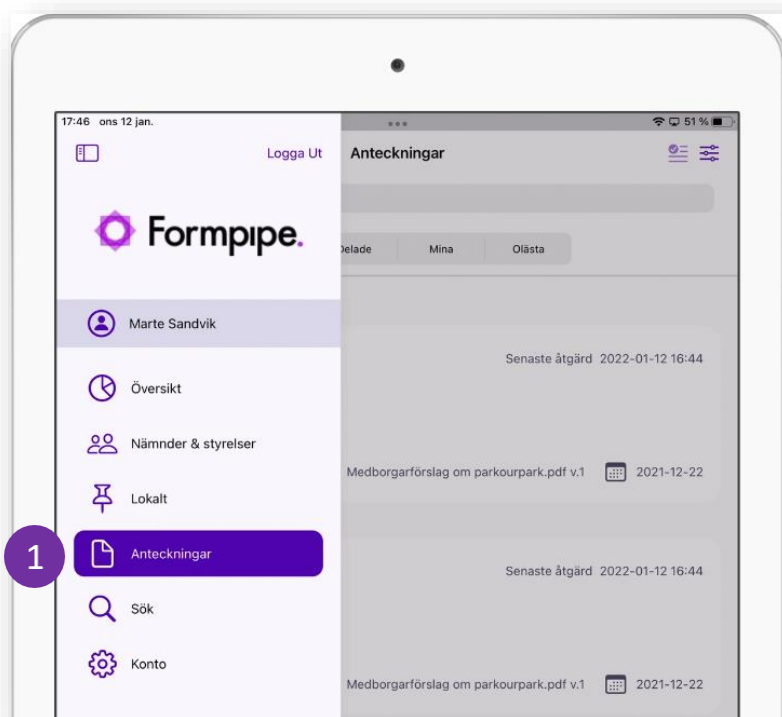 17:46 ons 12 jan.
51 %
Logga Ut
Anteckningar
Formpipe.
Mina
Olästa
Marte Sandvik
Senaste åtgärd 2022-01-12 16:44
Översikt
Nämnder & styrelser
Medborgarförslag om parkourpark.pdf v.1 2021-12-22
Lokalt
1
Anteckningar
Senaste åtgärd 2022-01-12 16:44
Sök
Konto
Medborgarförslag om parkourpark.pdf v.1 2021-12-22